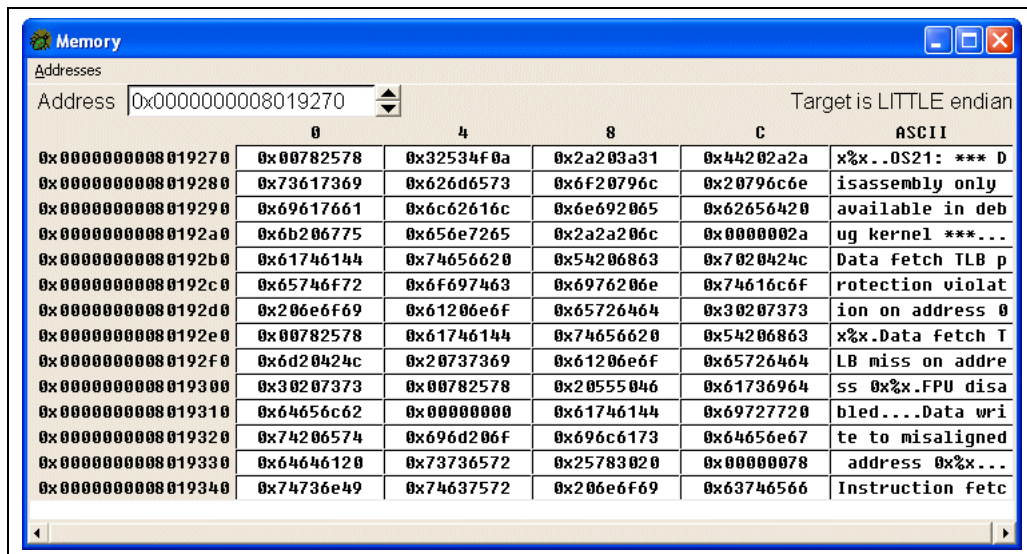 Memory
Addresses
Address 0x0000000008019270 Target is LITTLE endian
0 4 8 C ASCII
0x0000000008019270 0x00782578 0x32534f0a 0x2a203a31 0x44202a2a x%x..OS21: *** D
0x0000000008019280 0x73617369 0x626d6573 0x6f20796c 0x20796c6e isassembly only
0x0000000008019290 0x69617661 0x6c62616c 0x6e692065 0x62656420 available in deb
0x00000000080192a0 0x6b206775 0x656e7265 0x2a2a206c 0x0000002a ug kernel ***...
0x00000000080192b0 0x61746144 0x74656620 0x54206863 0x7020424c Data fetch TLB p
0x00000000080192c0 0x65746f72 0x6f697463 0x6976206e 0x74616c6f rotection violat
0x00000000080192d0 0x206e6f69 0x61206e6f 0x65726464 0x30207373 ion on address 0
0x00000000080192e0 0x00782578 0x61746144 0x74656620 0x54206863 x%x.Data fetch T
0x00000000080192f0 0x6d20424c 0x20737369 0x61206e6f 0x65726464 LB miss on addre
0x0000000008019300 0x30207373 0x00782578 0x20555046 0x61736964 ss 0x%x.FPU disa
0x0000000008019310 0x64656c62 0x00000000 0x61746144 0x69727720 bled....Data wri
0x0000000008019320 0x74206574 0x696d206f 0x696c6173 0x64656e67 te to misaligned
0x0000000008019330 0x64646120 0x73736572 0x25783020 0x00000078 address 0x%x...
0x0000000008019340 0x74736e49 0x74637572 0x206e6f69 0x63746566 Instruction fetc